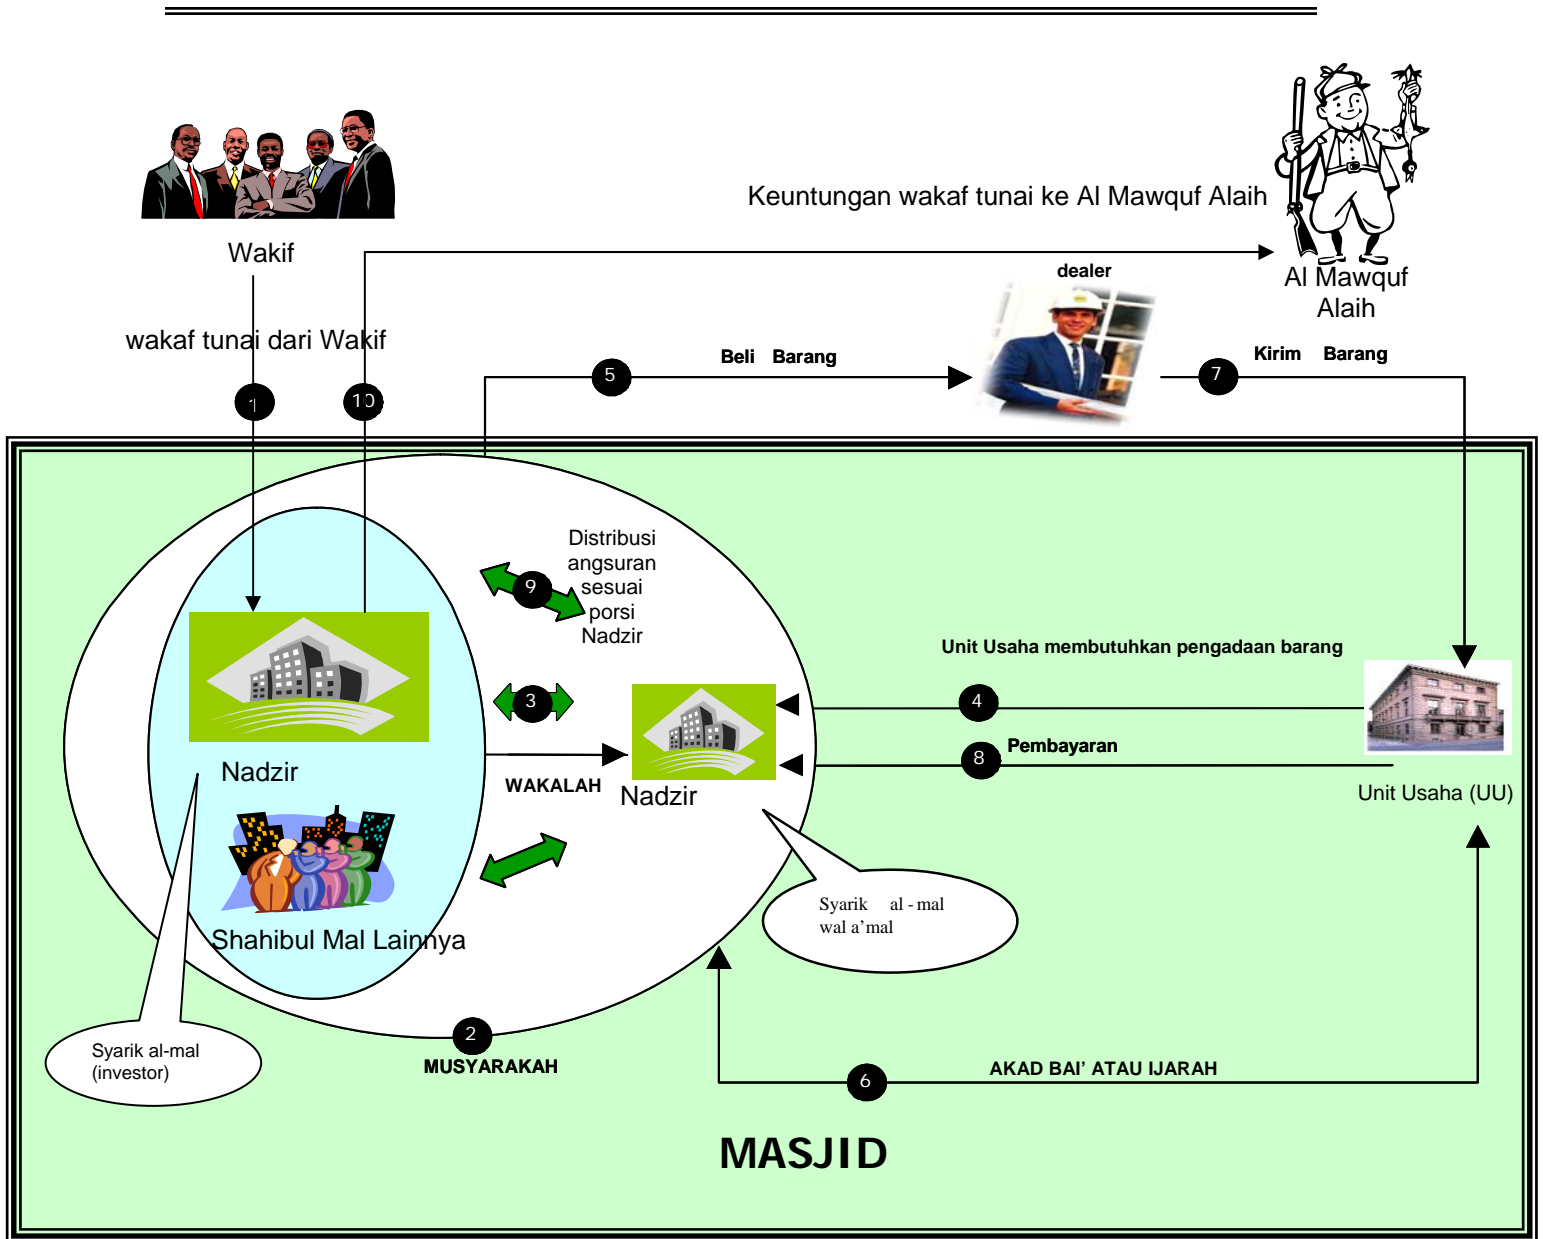 Wakif
Keuntungan wakaf tunai ke Al Mawquf Alaih
Al Mawquf
Alaih
dealer
wakaf tunai dari Wakif
Beli Barang
Kirim Barang
5
7
1
10
Distribusi
angsuran
sesuai
porsi
Nadzir
9
Unit Usaha membutuhkan pengadaan barang
3
4
Pembayaran
8
Nadzir
WAKALAH
Nadzir
Unit Usaha (UU)
Syarik al-mal
wal a’mal
Shahibul Mal Lainnya
2
MUSYARAKAH
Syarik al-mal
(investor)
AKAD BAI’ ATAU IJARAH
6
MASJID